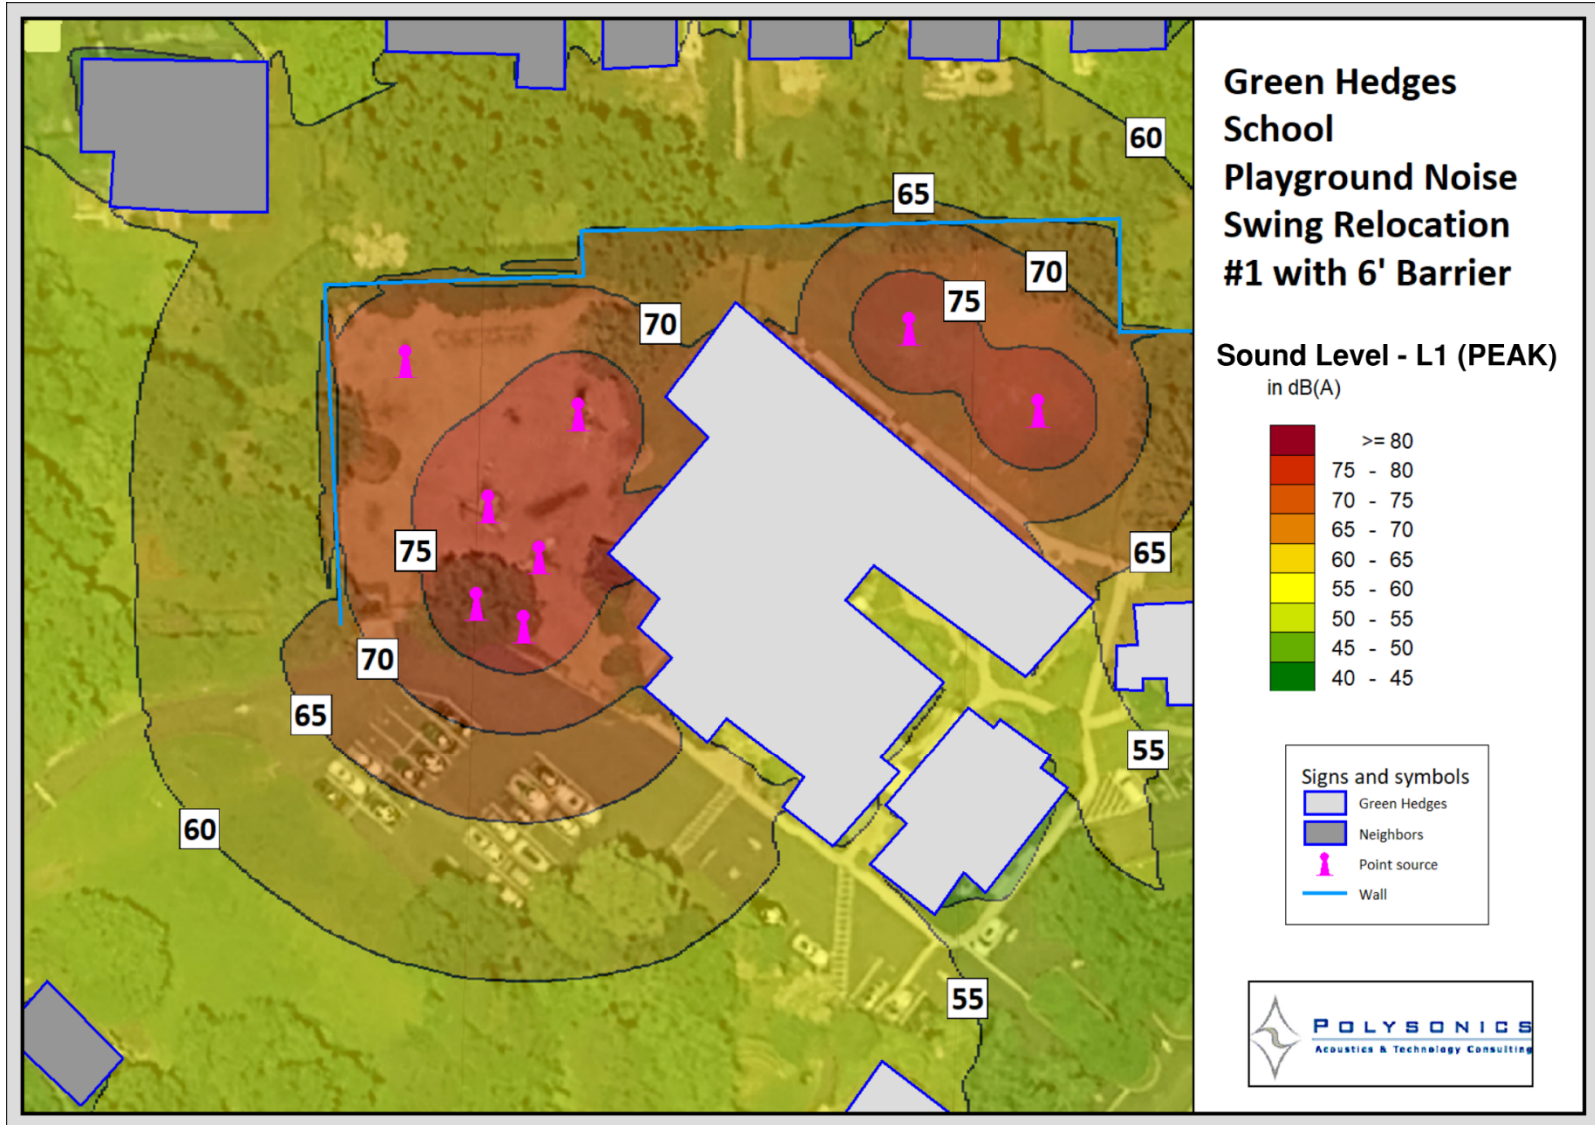 60
65
70
75
70
75
65
70
65
55
60
55
Green Hedges
School
Playground Noise
Swing Relocation
#1 with 6' Barrier
Sound Level - L1 (PEAK)
in dB(A)
>= 80
75 - 80
70 - 75
65 - 70
60 - 65
55 - 60
50 - 55
45 - 50
40 - 45
Signs and symbols
Green Hedges
Neighbors
Point source
Wall
POLYSONICS
Acoustics & Technology Consulting